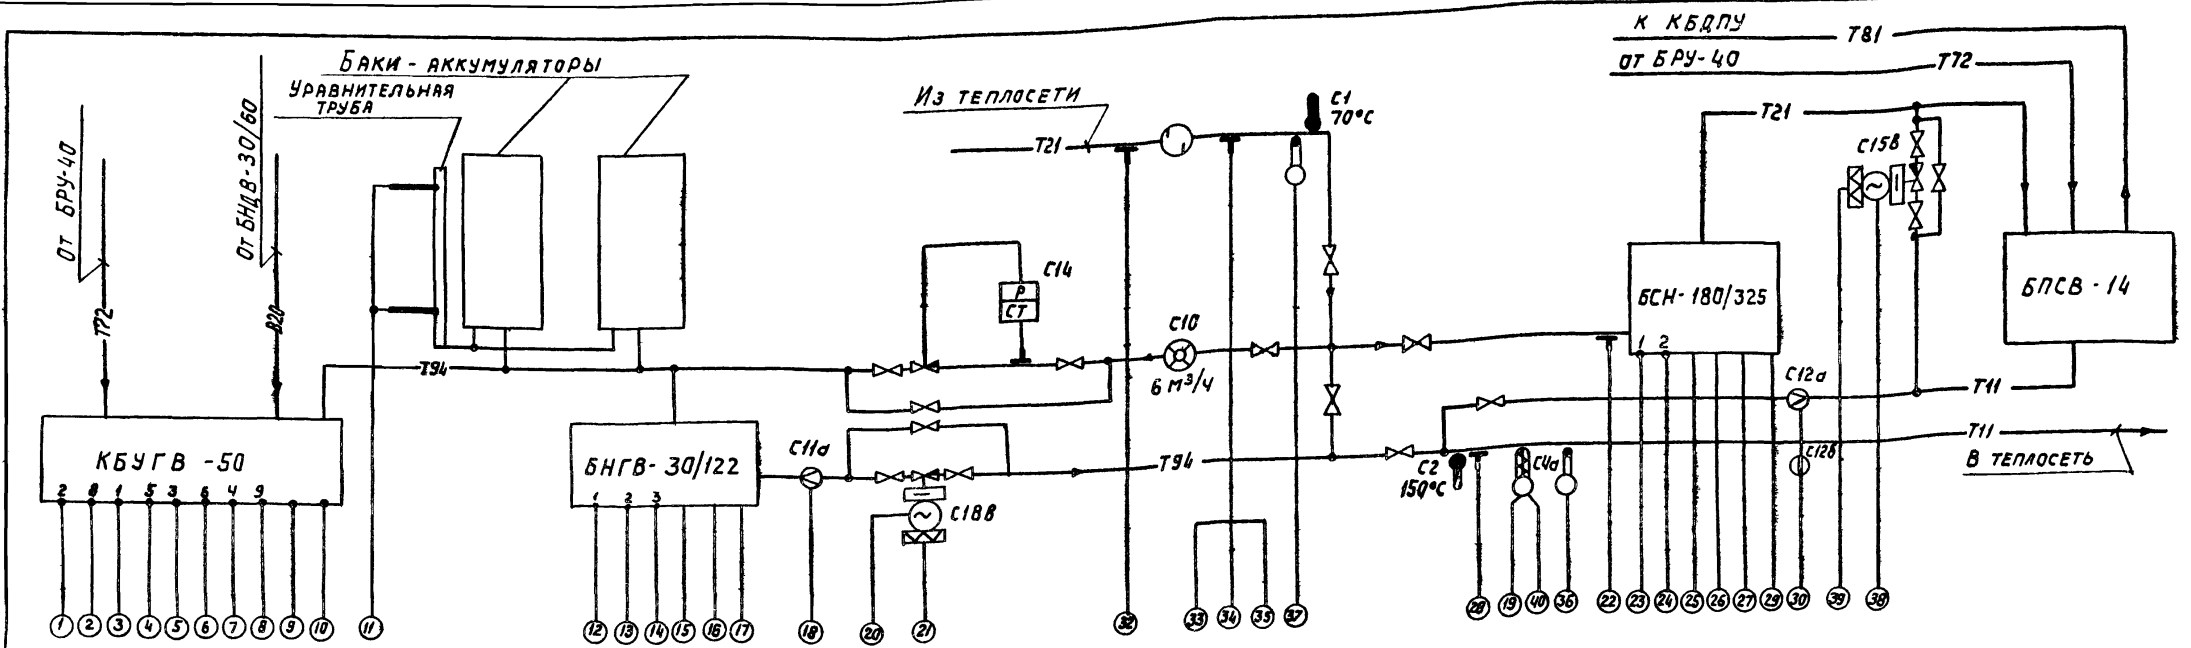 К КБДПУ
Т81
от БРУ-40
Т72
Баки-аккумуляторы
Уравнительная
труба
Из теплосети
Т21
С1
70°С
Т21
С15в
От БРУ-40
от БНДВ-30/60
ТР2
В20
С14
Р
СТ
БСН-180/325
1 2
БПСВ-14
Т94
С10
6 м³/ч
С12а
Т11
КБУГВ-50
2 8 1 5 3 6 4 9
БНГВ-30/122
1 2 3
С11а
Т94
С2
150°С
С4а
С12в
Т11
В теплосеть
С18в
1 2 3 4 5 6 7 8 9 10 11 12 13 14 15 16 17 18 20 21 32 33 34 35 37 28 19 40 36 22 23 24 25 26 27 29 30 39 38